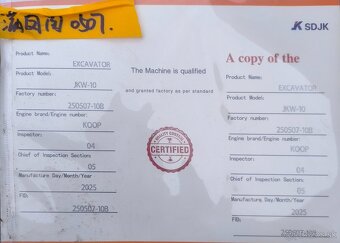 SDJK
Product Name:
EXCAVATOR
Product Model:
JKW-10
Factory number:
250507-10B
Engine brand/Engine number:
KOOP
Inspector:
04
Chief of Inspection Section:
05
Manufacture Day/Month/Year
2025
FID:
250507-10B
The Machine is qualified
and granted factory as per standard
CERTIFIED
A copy of the
Product Name:
EXCAVATOR
Product Model:
JKW-10
Factory number:
250507-10B
Engine brand/Engine number:
KOOP
Inspector:
04
Chief of Inspection Section:
05
Manufacture Day/Month/Year
2025
FID:
250507-10B